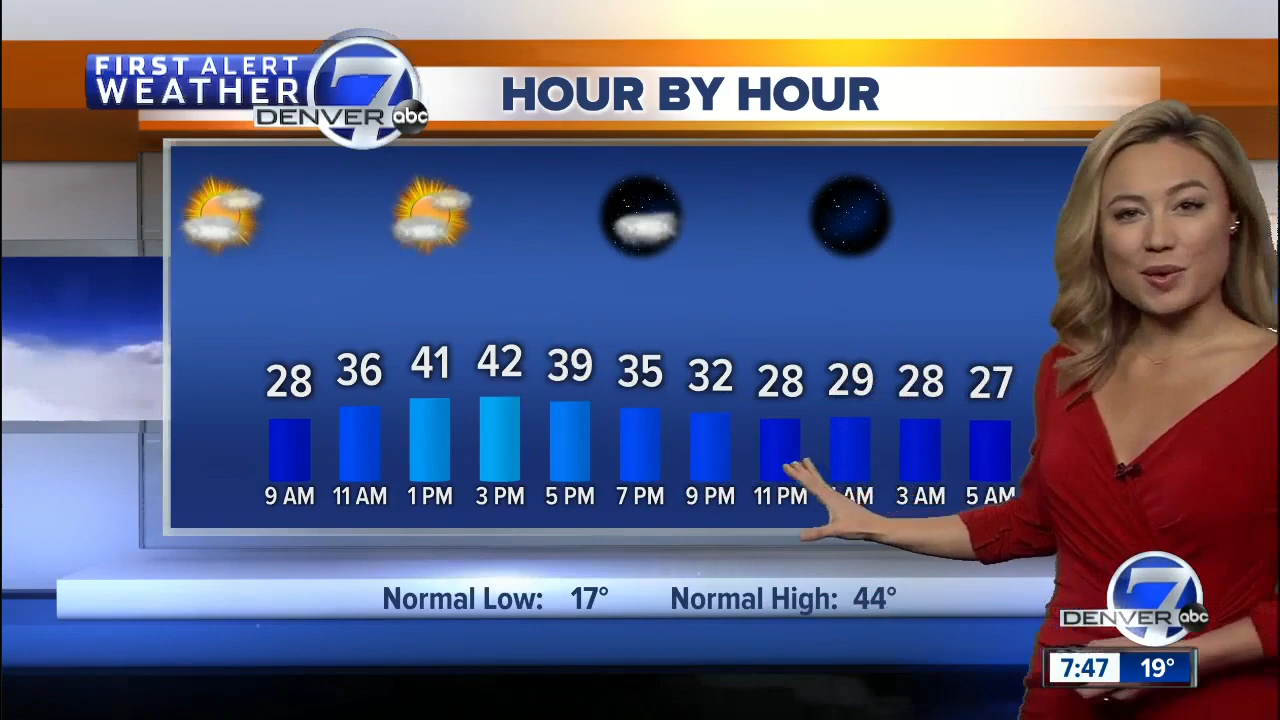 FIRST ALERT
WEATHER
7
DENVER abc
HOUR BY HOUR
28 36 41 42 39 35 32 28 29 28 27
9 AM 11 AM 1 PM 3 PM 5 PM 7 PM 9 PM 11 PM AM 3 AM 5 AM
Normal Low: 17° Normal High: 44°
7
DENVER abc
7:47 19°